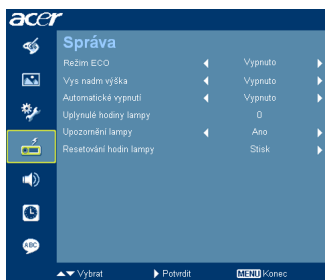 acer
Správa
Režim ECO Vypnuto
Vys nadm výška Vypnuto
Automatické vypnutí Vypnuto
Uplynulé hodiny lampy 0
Upozornění lampy Ano
Resetování hodin lampy Stisk
ABC
Vybrat Potvrdit MENU Konec